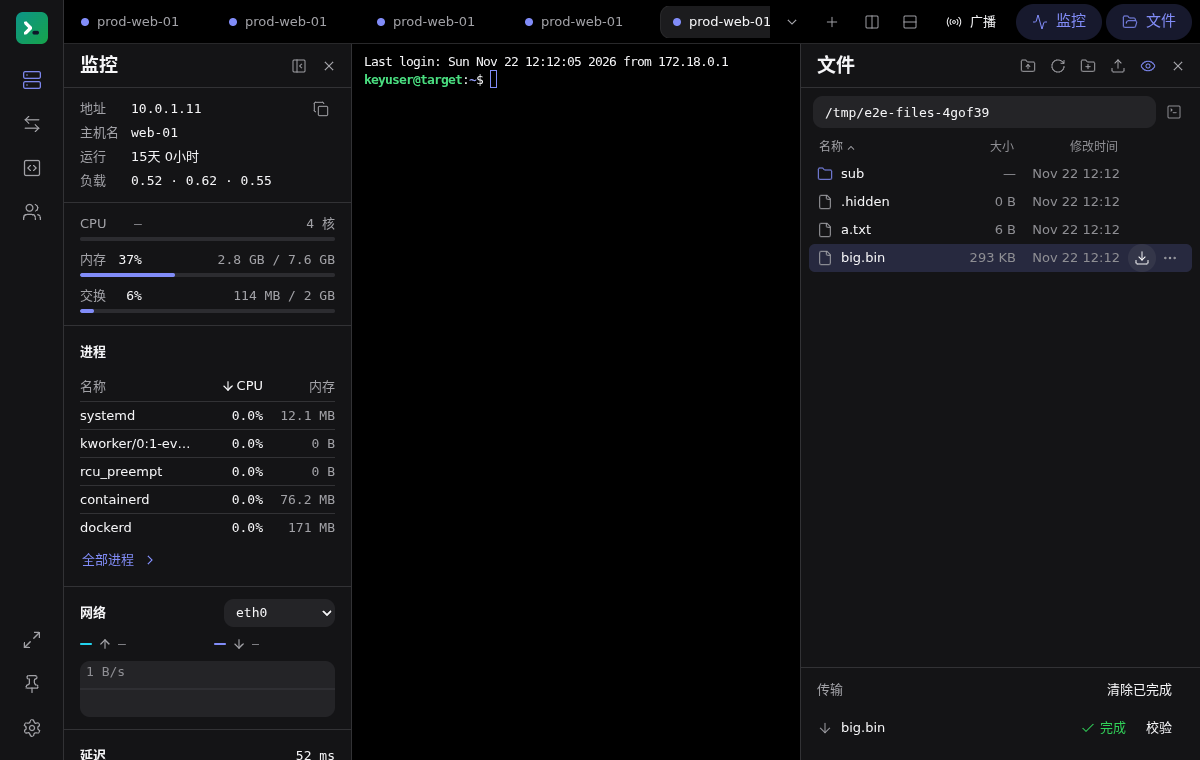 prod-web-01 prod-web-01 prod-web-01 prod-web-01 prod-web-01 广播 监控 文件
监控
地址 10.0.1.11
主机名 web-01
运行 15天 0小时
负载 0.52 · 0.62 · 0.55
CPU — 4 核
内存 37% 2.8 GB / 7.6 GB
交换 6% 114 MB / 2 GB
进程
名称 CPU 内存
systemd 0.0% 12.1 MB
kworker/0:1-ev… 0.0% 0 B
rcu_preempt 0.0% 0 B
containerd 0.0% 76.2 MB
dockerd 0.0% 171 MB
全部进程
网络 eth0
— —
1 B/s
延迟 52 ms
Last login: Sun Nov 22 12:12:05 2026 from 172.18.0.1
keyuser@target:~$
文件
/tmp/e2e-files-4gof39
名称 大小 修改时间
sub — Nov 22 12:12
.hidden 0 B Nov 22 12:12
a.txt 6 B Nov 22 12:12
big.bin 293 KB Nov 22 12:12
传输 清除已完成
big.bin 完成 校验